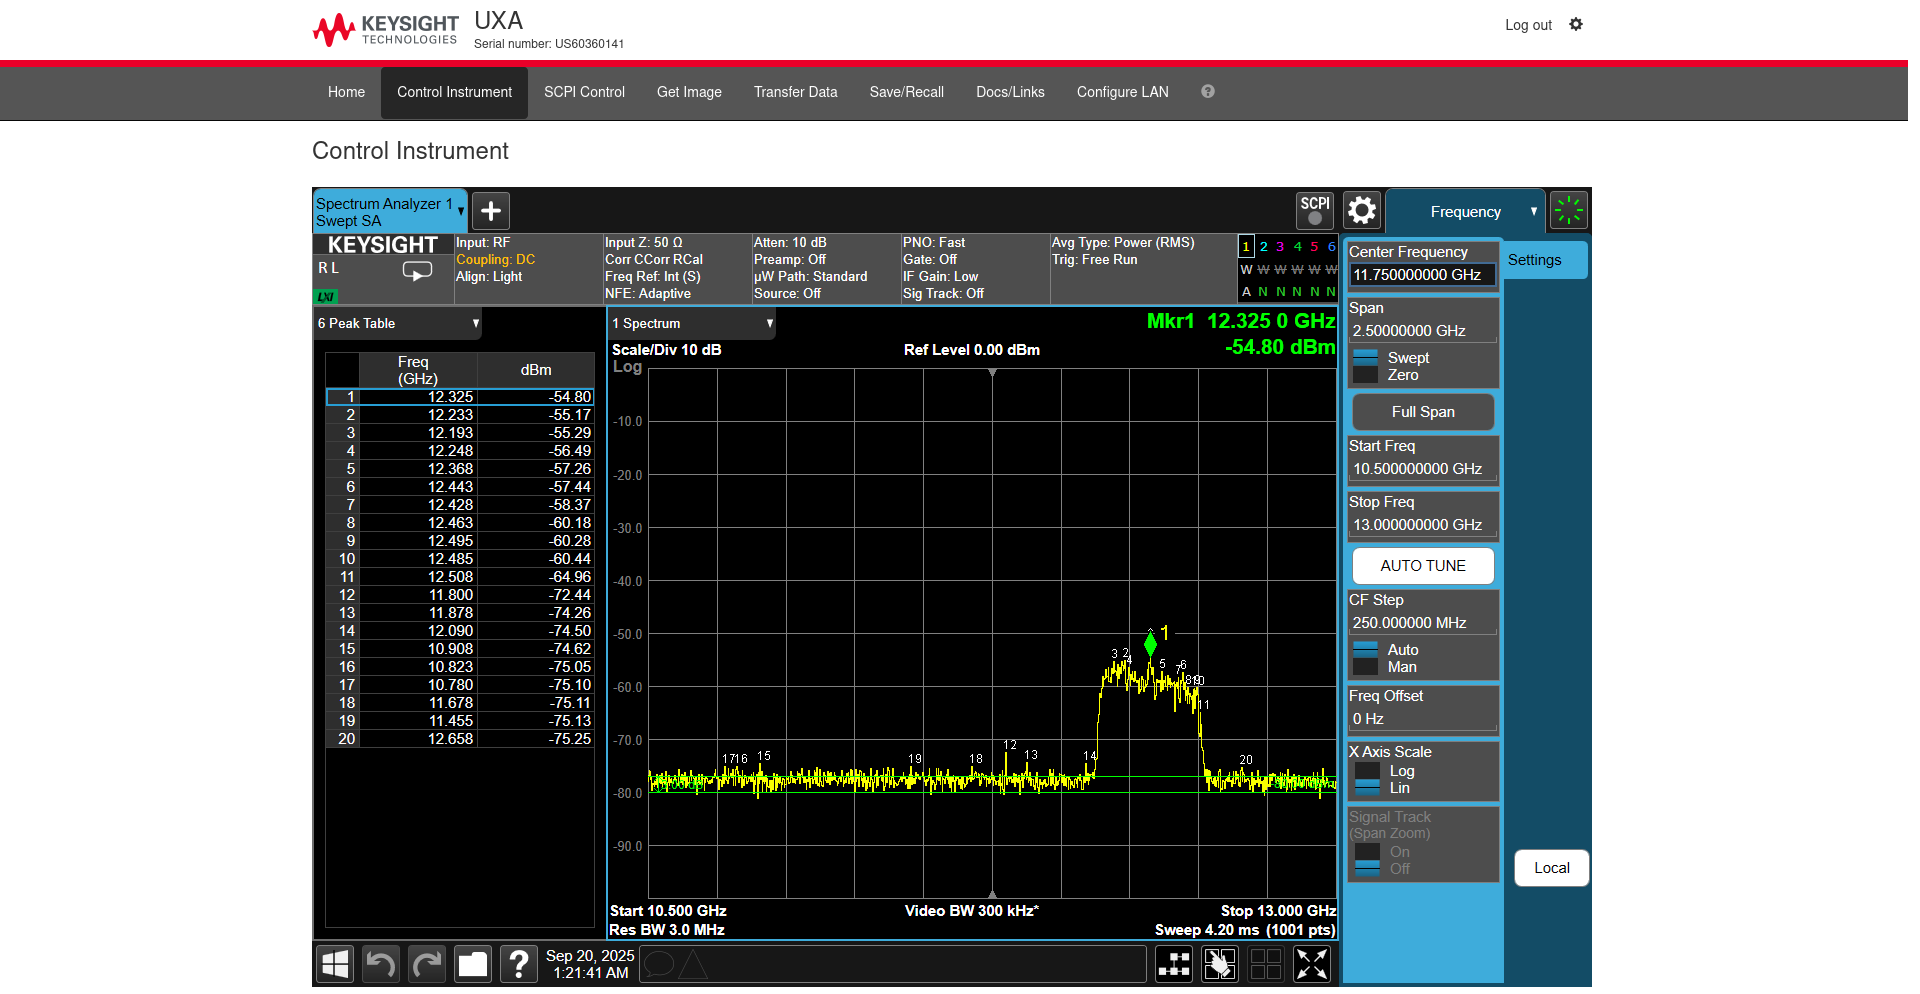 KEYSIGHT
TECHNOLOGIES
UXA
Serial number: US60360141
Log out
Home
Control Instrument
SCPI Control
Get Image
Transfer Data
Save/Recall
Docs/Links
Configure LAN
?
Control Instrument
Spectrum Analyzer 1
Swept SA
SCPI
Frequency
KEYSIGHT
R L
LXI
Input: RF
Coupling: DC
Align: Light
Input Z: 50 Ω
Corr CCorr RCal
Freq Ref: Int (S)
NFE: Adaptive
Atten: 10 dB
Preamp: Off
µW Path: Standard
Source: Off
PNO: Fast
Gate: Off
IF Gain: Low
Sig Track: Off
Avg Type: Power (RMS)
Trig: Free Run
1 2 3 4 5 6
W W W W W W
A N N N N N
6 Peak Table
Freq (GHz) dBm
1 12.325 -54.80
2 12.233 -55.17
3 12.193 -55.29
4 12.248 -56.49
5 12.368 -57.26
6 12.443 -57.44
7 12.428 -58.37
8 12.463 -60.18
9 12.495 -60.28
10 12.485 -60.44
11 12.508 -64.96
12 11.800 -72.44
13 11.878 -74.26
14 12.090 -74.50
15 10.908 -74.62
16 10.823 -75.05
17 10.780 -75.10
18 11.678 -75.11
19 11.455 -75.13
20 12.658 -75.25
1 Spectrum
Mkr1 12.325 0 GHz
-54.80 dBm
Scale/Div 10 dB
Ref Level 0.00 dBm
Log
-10.0
-20.0
-30.0
-40.0
-50.0
-60.0
-70.0
-80.0
-90.0
1
3 2
4
5
7 6
8 9 10
11
17 16 15
19
18
12
13
14
20
Start 10.500 GHz
Video BW 300 kHz*
Stop 13.000 GHz
Res BW 3.0 MHz
Sweep 4.20 ms (1001 pts)
Center Frequency
11.750000000 GHz
Settings
Span
2.50000000 GHz
Swept
Zero
Full Span
Start Freq
10.500000000 GHz
Stop Freq
13.000000000 GHz
AUTO TUNE
CF Step
250.000000 MHz
Auto
Man
Freq Offset
0 Hz
X Axis Scale
Log
Lin
Signal Track
(Span Zoom)
On
Off
Local
?
Sep 20, 2025
1:21:41 AM